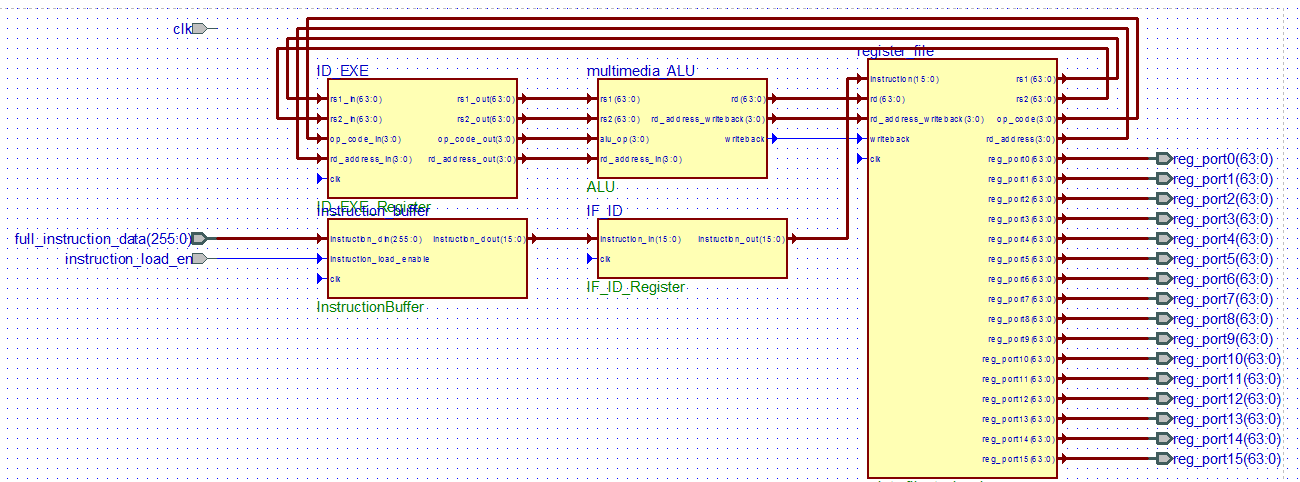 clk
ID_EXE
rs1_in(63:0)
rs2_in(63:0)
op_code_in(3:0)
rd_address_in(3:0)
clk
rs1_out(63:0)
rs2_out(63:0)
op_code_out(3:0)
rd_address_out(3:0)
ID_EXE_Register
multimedia_ALU
rs1(63:0)
rs2(63:0)
alu_op(3:0)
rd_address_in(3:0)
rd(63:0)
rd_address_writeback(3:0)
writeback
ALU
register_file
instruction(15:0)
rd(63:0)
rd_address_writeback(3:0)
writeback
clk
rs1(63:0)
rs2(63:0)
op_code(3:0)
rd_address(3:0)
reg_port0(63:0)
reg_port1(63:0)
reg_port2(63:0)
reg_port3(63:0)
reg_port4(63:0)
reg_port5(63:0)
reg_port6(63:0)
reg_port7(63:0)
reg_port8(63:0)
reg_port9(63:0)
reg_port10(63:0)
reg_port11(63:0)
reg_port12(63:0)
reg_port13(63:0)
reg_port14(63:0)
reg_port15(63:0)
reg_port0(63:0)
reg_port1(63:0)
reg_port2(63:0)
reg_port3(63:0)
reg_port4(63:0)
reg_port5(63:0)
reg_port6(63:0)
reg_port7(63:0)
reg_port8(63:0)
reg_port9(63:0)
reg_port10(63:0)
reg_port11(63:0)
reg_port12(63:0)
reg_port13(63:0)
reg_port14(63:0)
reg_port15(63:0)
full_instruction_data(255:0)
instruction_load_en
instruction_buffer
instruction_din(255:0)
instruction_load_enable
clk
instruction_dout(15:0)
InstructionBuffer
IF_ID
instruction_in(15:0)
clk
instruction_out(15:0)
IF_ID_Register